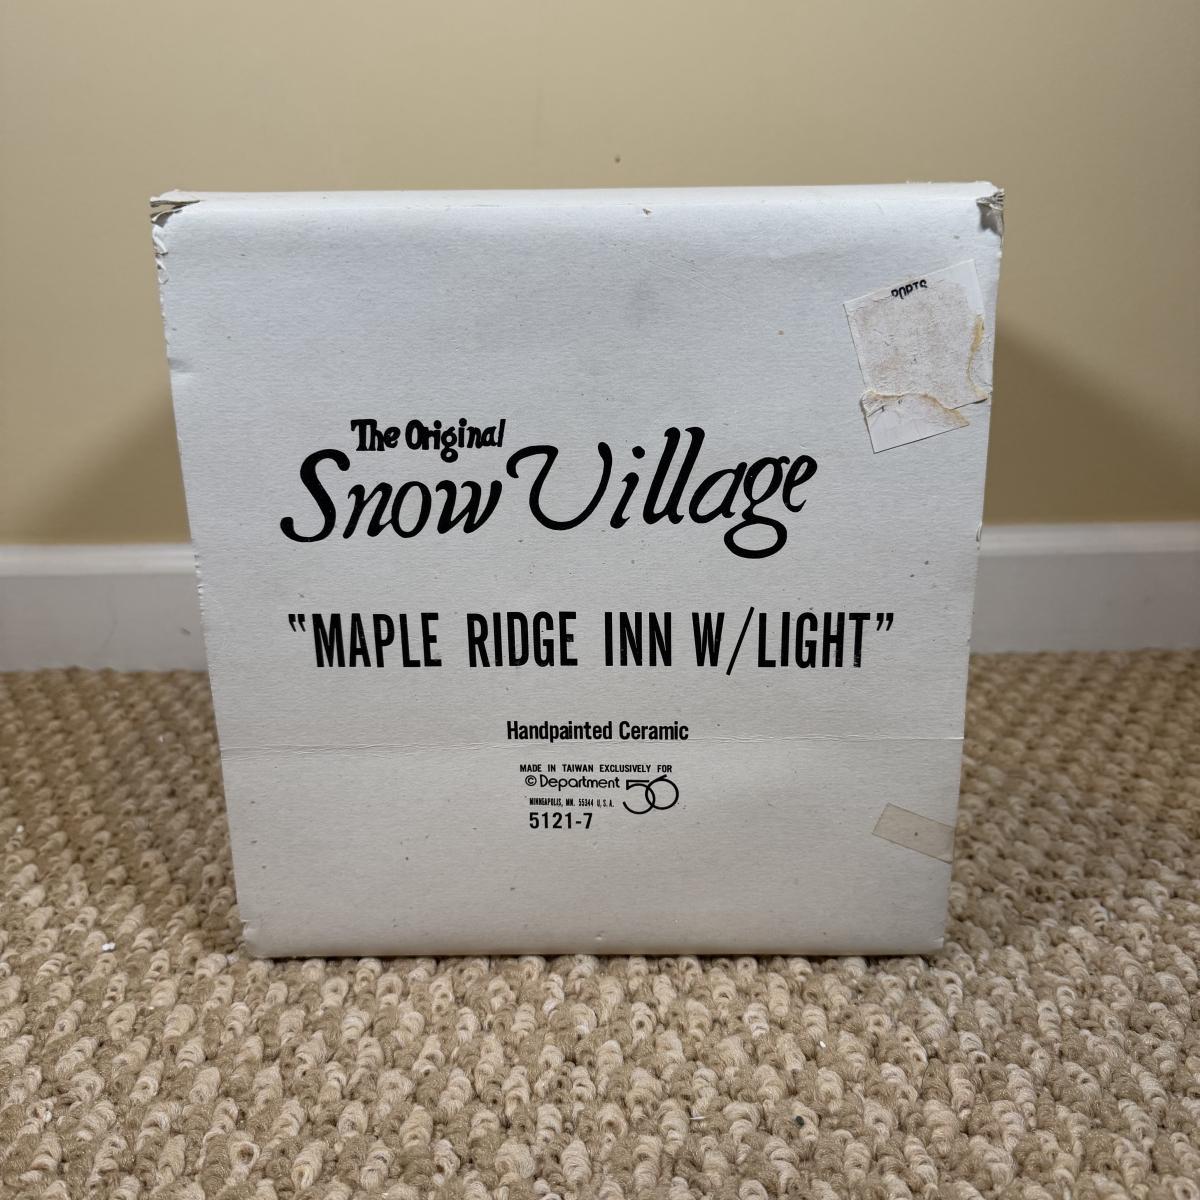 PORTS
The Original
Snow Village
"MAPLE RIDGE INN W/LIGHT"
Handpainted Ceramic
MADE IN TAIWAN EXCLUSIVELY FOR
© Department 56
MINNEAPOLIS, MN. 55344 U.S.A.
5121-7